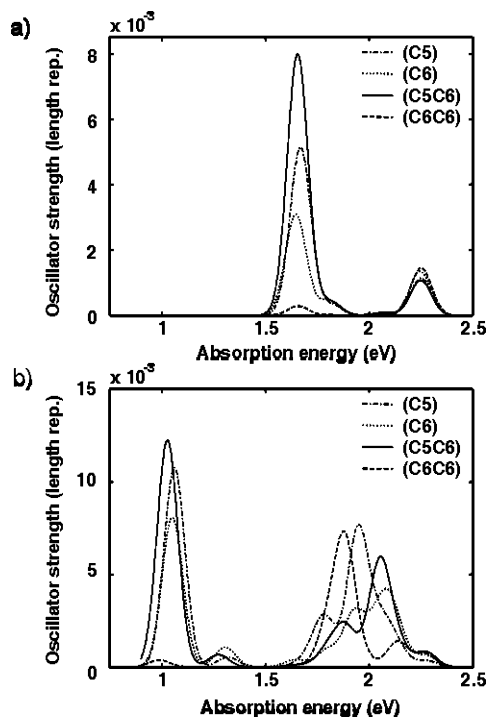 a)
x 10⁻³
8
6
4
2
0
Oscillator strength (length rep.)
(C5)
(C6)
(C5C6)
(C6C6)
1 1.5 2 2.5
Absorption energy (eV)
b)
x 10⁻³
15
10
5
0
Oscillator strength (length rep.)
(C5)
(C6)
(C5C6)
(C6C6)
1 1.5 2 2.5
Absorption energy (eV)